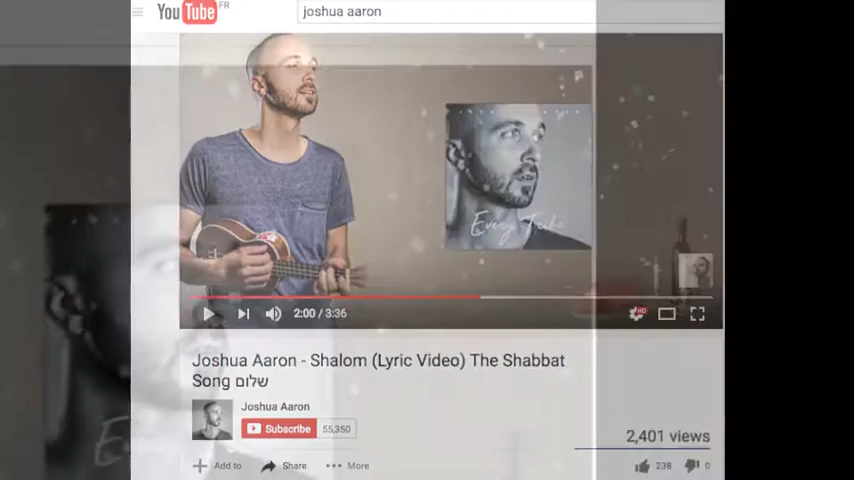 YouTube FR
joshua aaron
Every Tribe
2:00 / 3:36
HD
Joshua Aaron - Shalom (Lyric Video) The Shabbat
Song שלום
Joshua Aaron
Subscribe 55,350
2,401 views
Add to Share More
238 0